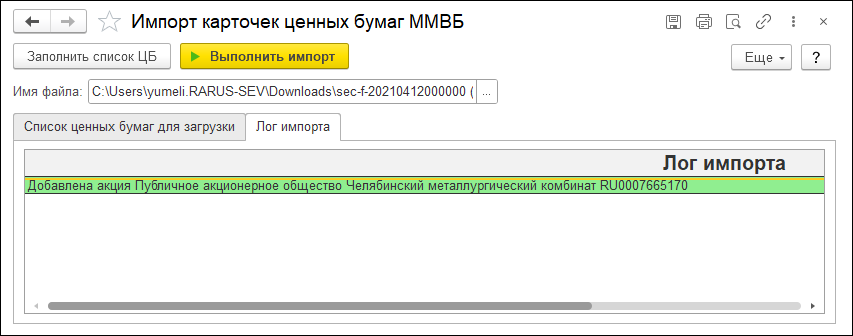 Импорт карточек ценных бумаг ММВБ
Заполнить список ЦБ
Выполнить импорт
Еще
?
Имя файла:
C:\Users\yumeli.RARUS-SEV\Downloads\sec-f-20210412000000 (
...
Список ценных бумаг для загрузки
Лог импорта
Лог импорта
Добавлена акция Публичное акционерное общество Челябинский металлургический комбинат RU0007665170